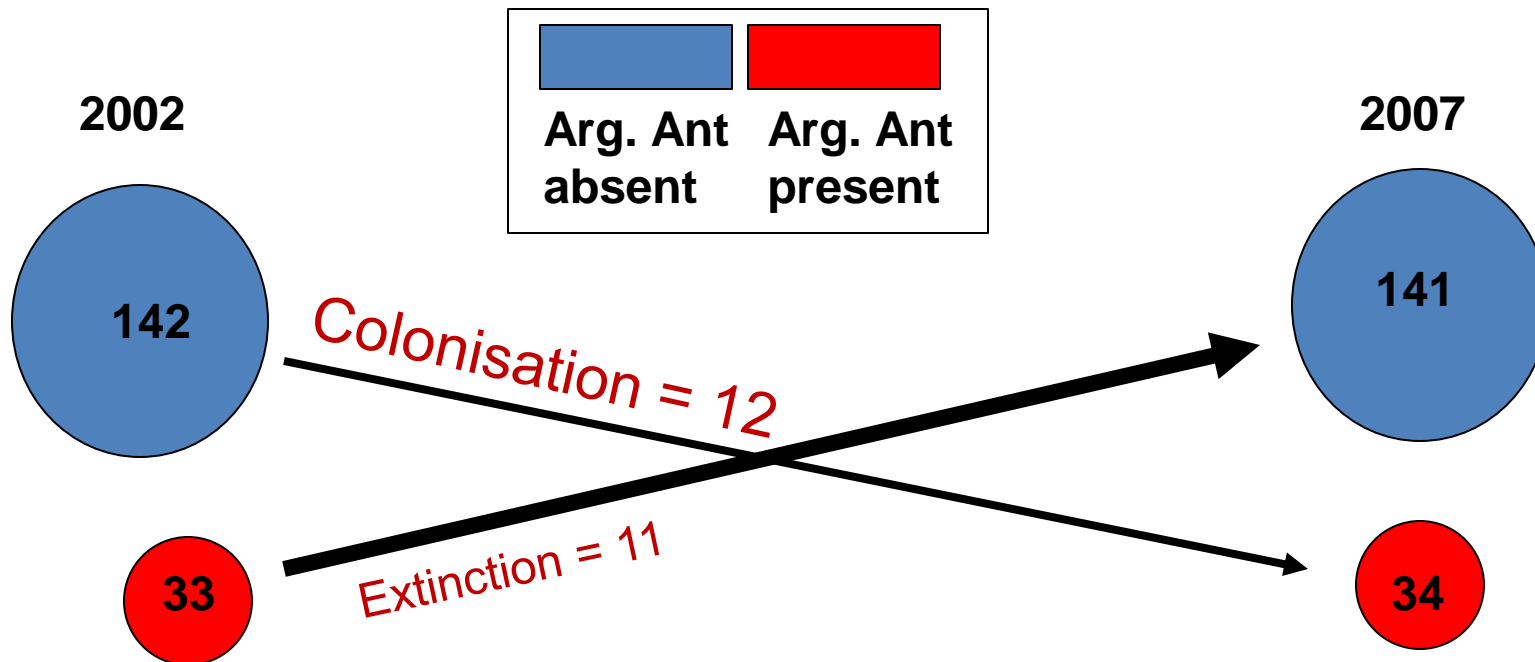 Arg. Ant absent
Arg. Ant present
2002
2007
142
141
Colonisation = 12
Extinction = 11
33
34